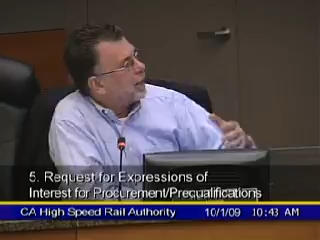 5. Request for Expressions of
Interest for Procurement/Prequalifications
CA High Speed Rail Authority 10/1/09 10:43 AM